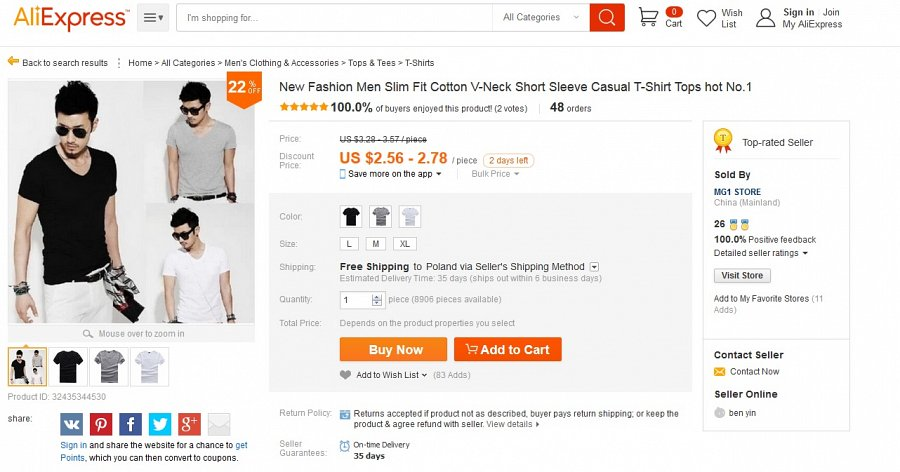 AliExpress™
I'm shopping for...
All Categories
0
Cart
Wish
List
Sign in Join
My AliExpress
Back to search results
Home > All Categories > Men's Clothing & Accessories > Tops & Tees > T-Shirts
22% OFF
New Fashion Men Slim Fit Cotton V-Neck Short Sleeve Casual T-Shirt Tops hot No.1
100.0% of buyers enjoyed this product! (2 votes)
48 orders
Price:
US $3.28 - 3.57 / piece
Discount
Price:
US $2.56 - 2.78 / piece
2 days left
Save more on the app
Bulk Price
Color:
Size:
L
M
XL
Shipping:
Free Shipping to Poland via Seller's Shipping Method
Estimated Delivery Time: 35 days (ships out within 6 business days)
Quantity:
1
piece (8906 pieces available)
Total Price:
Depends on the product properties you select
Buy Now
Add to Cart
Add to Wish List
(83 Adds)
Return Policy:
Returns accepted if product not as described, buyer pays return shipping; or keep the
product & agree refund with seller. View details
Seller
Guarantees:
On-time Delivery
35 days
Mouse over to zoom in
Product ID: 32435344530
share:
Sign in and share the website for a chance to get
Points, which you can then convert to coupons.
T
Top-rated Seller
Sold By
MG1 STORE
China (Mainland)
26
100.0% Positive feedback
Detailed seller ratings
Visit Store
Add to My Favorite Stores (11
Adds)
Contact Seller
Contact Now
Seller Online
ben yin